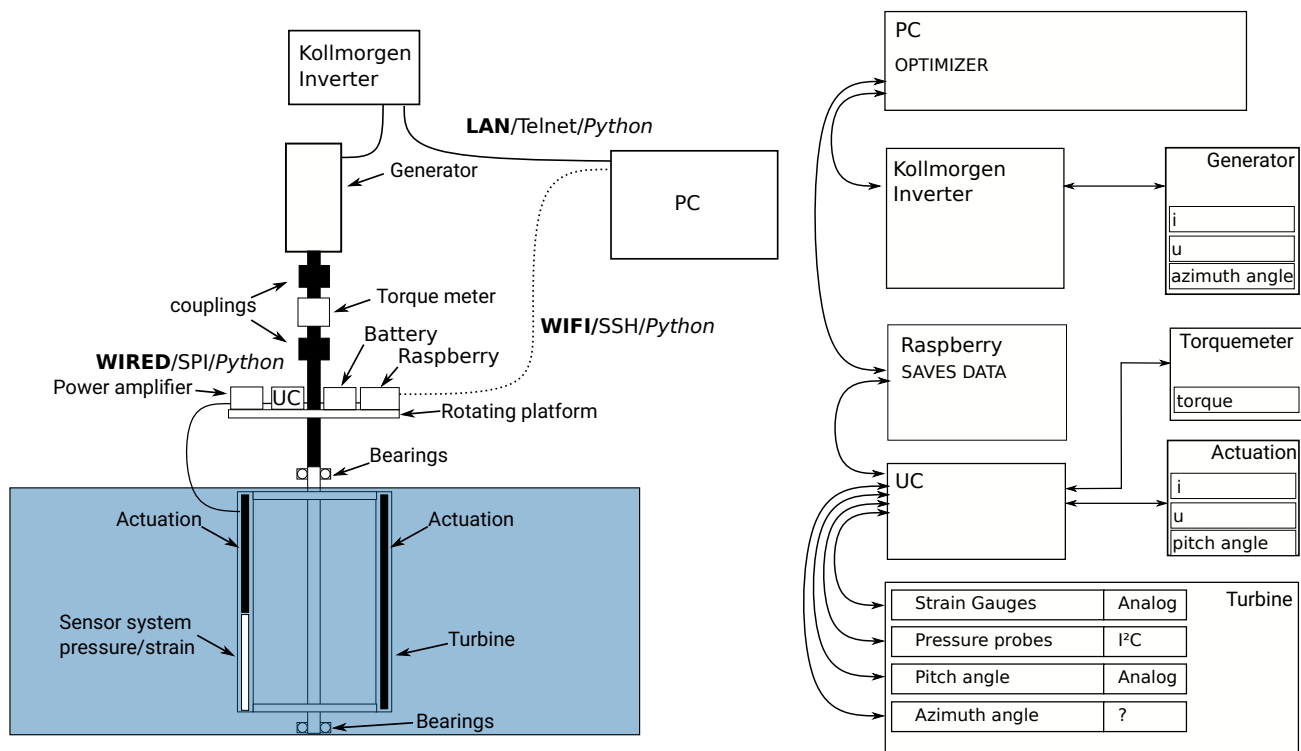 Kollmorgen
Inverter
LAN/Telnet/Python
Generator
PC
couplings
Torque meter
WIFI/SSH/Python
Battery
WIRED/SPI/Python
Raspberry
Power amplifier
UC
Rotating platform
Bearings
Actuation
Actuation
Sensor system
pressure/strain
Turbine
Bearings
PC
OPTIMIZER
Kollmorgen
Inverter
Generator
i
u
azimuth angle
Raspberry
SAVES DATA
Torquemeter
torque
UC
Actuation
i
u
pitch angle
Turbine
Strain Gauges Analog
Pressure probes I²C
Pitch angle Analog
Azimuth angle ?